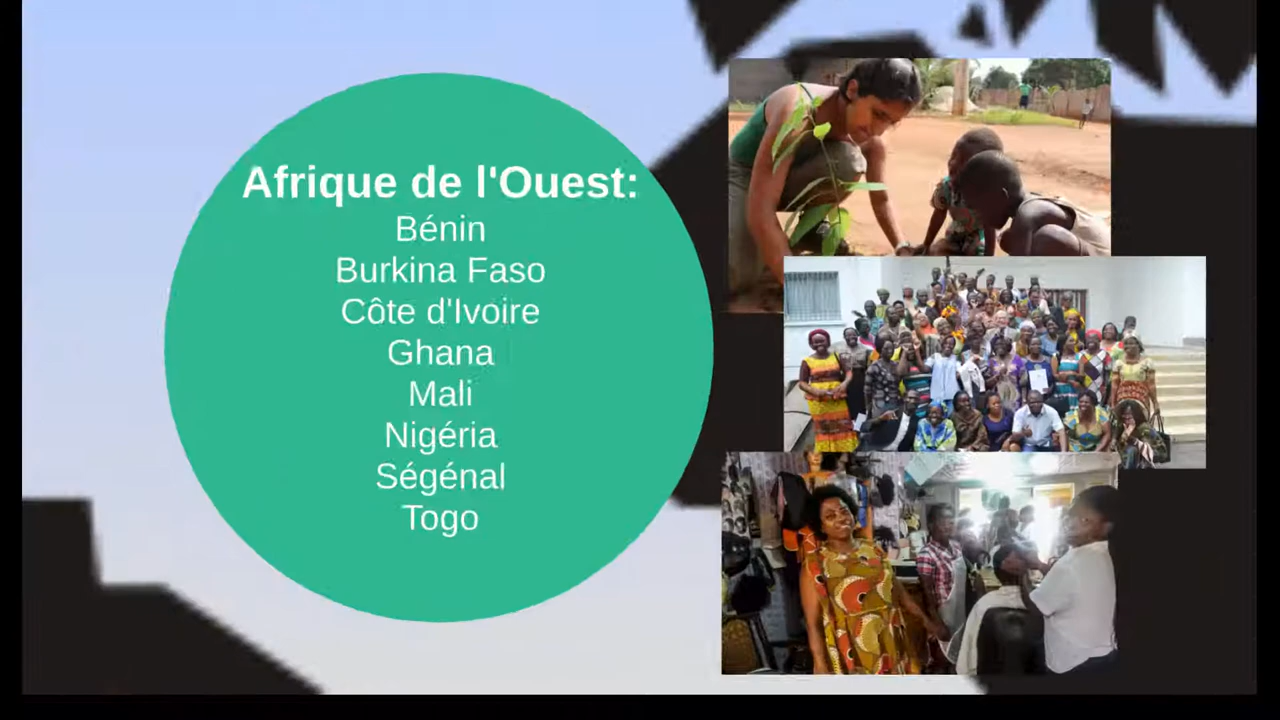 Afrique de l'Ouest:
Bénin
Burkina Faso
Côte d'Ivoire
Ghana
Mali
Nigéria
Ségénal
Togo